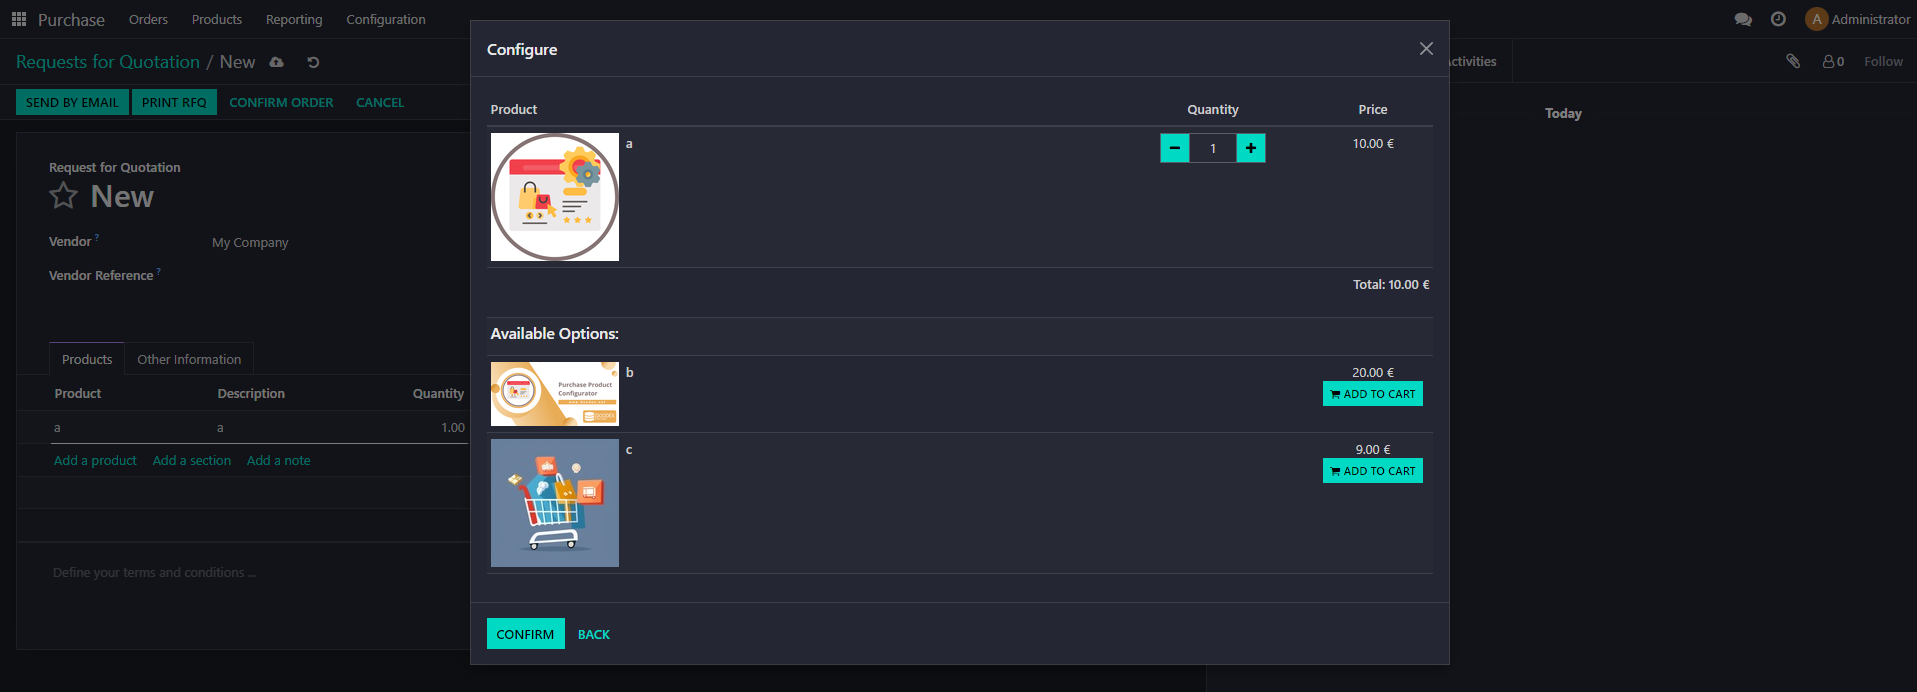 Purchase Orders Products Reporting Configuration
A Administrator
Requests for Quotation / New
ctivities 0 Follow
SEND BY EMAIL PRINT RFQ CONFIRM ORDER CANCEL
Today
Request for Quotation
New
Vendor ? My Company
Vendor Reference ?
Products Other Information
Product Description Quantity
a a 1.00
Add a product Add a section Add a note
Define your terms and conditions ...
Configure
Product Quantity Price
a 1 10.00 €
Total: 10.00 €
Available Options:
b 20.00 €
Purchase Product
Configurator
ADD TO CART
c 9.00 €
ADD TO CART
CONFIRM BACK